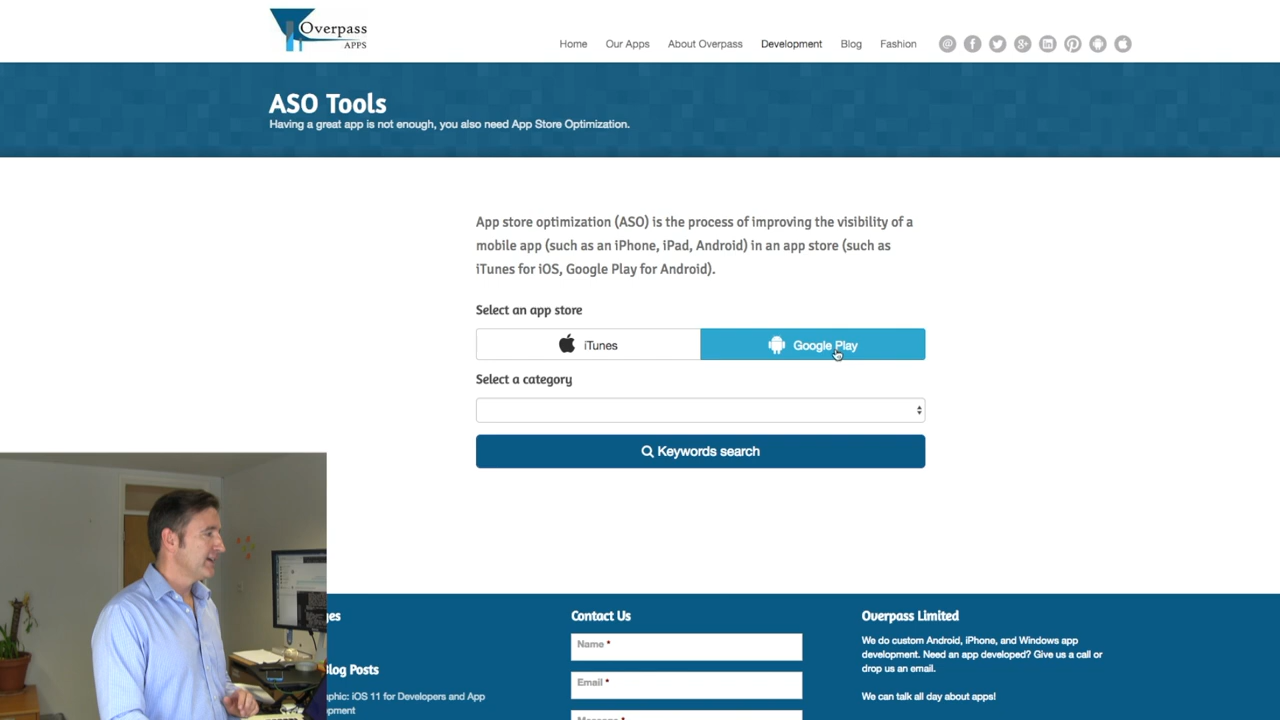 Overpass
APPS
Home Our Apps About Overpass Development Blog Fashion
ASO Tools
Having a great app is not enough, you also need App Store Optimization.
App store optimization (ASO) is the process of improving the visibility of a
mobile app (such as an iPhone, iPad, Android) in an app store (such as
iTunes for iOS, Google Play for Android).
Select an app store
iTunes Google Play
Select a category
Keywords search
Contact Us
Name *
Email *
Blog Posts
iOS 11 for Developers and App
Overpass Limited
We do custom Android, iPhone, and Windows app
development. Need an app developed? Give us a call or
drop us an email.
We can talk all day about apps!